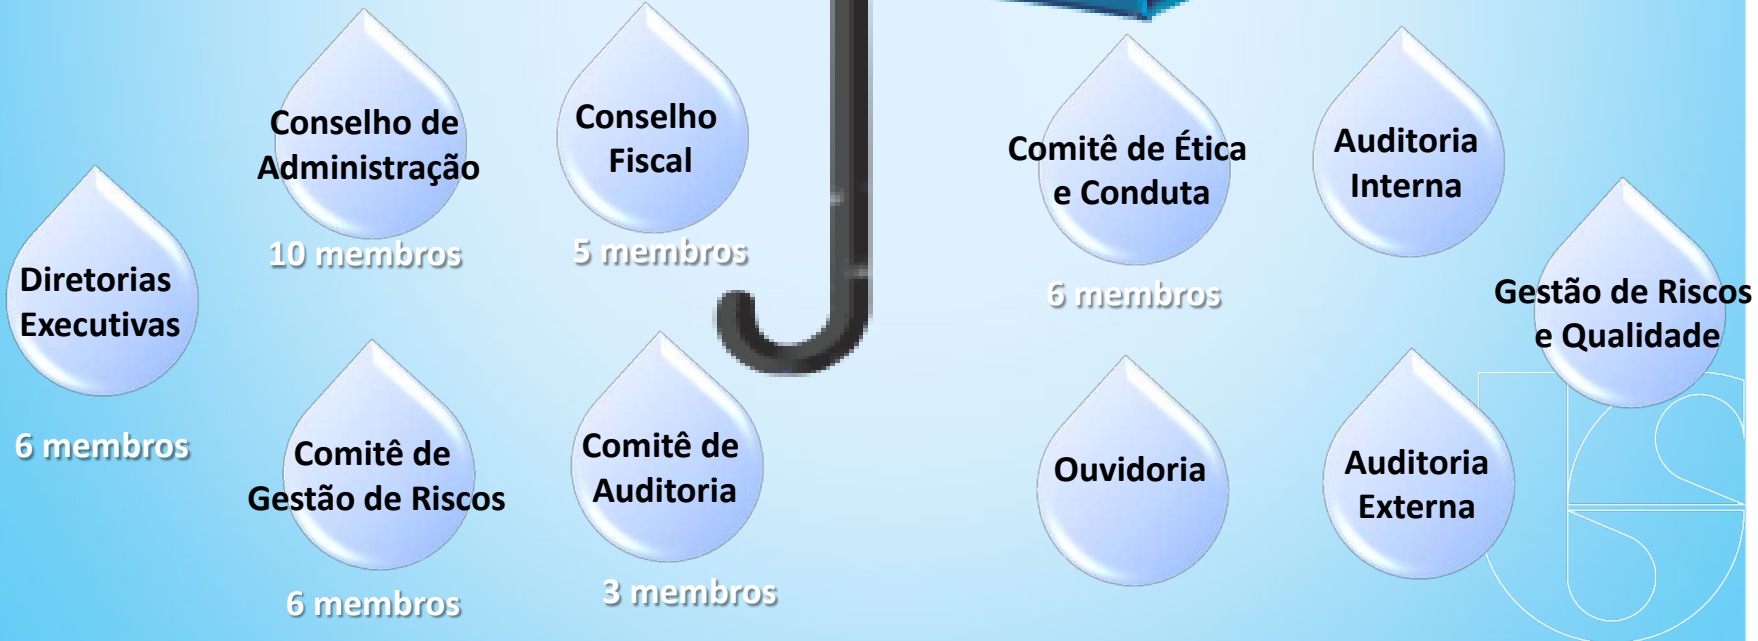 Diretorias
Executivas
6 membros
Conselho de
Administração
10 membros
Conselho
Fiscal
5 membros
Comitê de
Gestão de Riscos
6 membros
Comitê de
Auditoria
3 membros
Comitê de Ética
e Conduta
6 membros
Auditoria
Interna
Ouvidoria
Auditoria
Externa
Gestão de Riscos
e Qualidade